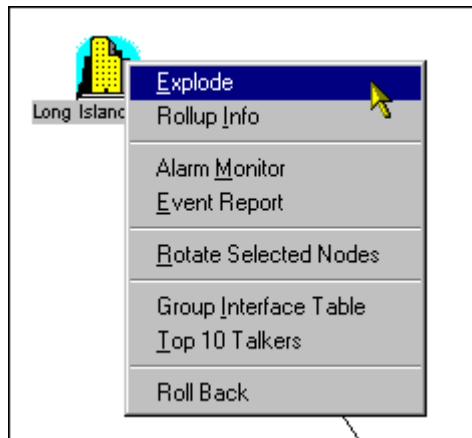 Long Island
Explode
Rollup Info
Alarm Monitor
Event Report
Rotate Selected Nodes
Group Interface Table
Top 10 Talkers
Roll Back